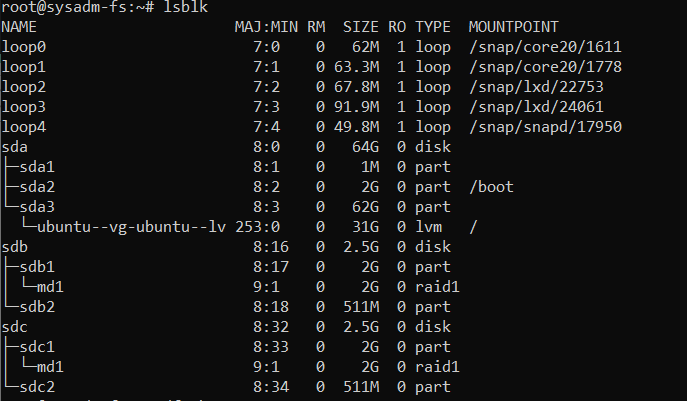 root@sysadm-fs:~# lsblk
NAME                      MAJ:MIN RM  SIZE RO TYPE  MOUNTPOINT
loop0                       7:0    0   62M  1 loop  /snap/core20/1611
loop1                       7:1    0 63.3M  1 loop  /snap/core20/1778
loop2                       7:2    0 67.8M  1 loop  /snap/lxd/22753
loop3                       7:3    0 91.9M  1 loop  /snap/lxd/24061
loop4                       7:4    0 49.8M  1 loop  /snap/snapd/17950
sda                         8:0    0   64G  0 disk
├─sda1                      8:1    0    1M  0 part
├─sda2                      8:2    0    2G  0 part  /boot
└─sda3                      8:3    0   62G  0 part
  └─ubuntu--vg-ubuntu--lv 253:0    0   31G  0 lvm   /
sdb                         8:16   0  2.5G  0 disk
├─sdb1                      8:17   0    2G  0 part
│ └─md1                     9:1    0    2G  0 raid1
└─sdb2                      8:18   0  511M  0 part
sdc                         8:32   0  2.5G  0 disk
├─sdc1                      8:33   0    2G  0 part
│ └─md1                     9:1    0    2G  0 raid1
└─sdc2                      8:34   0  511M  0 part